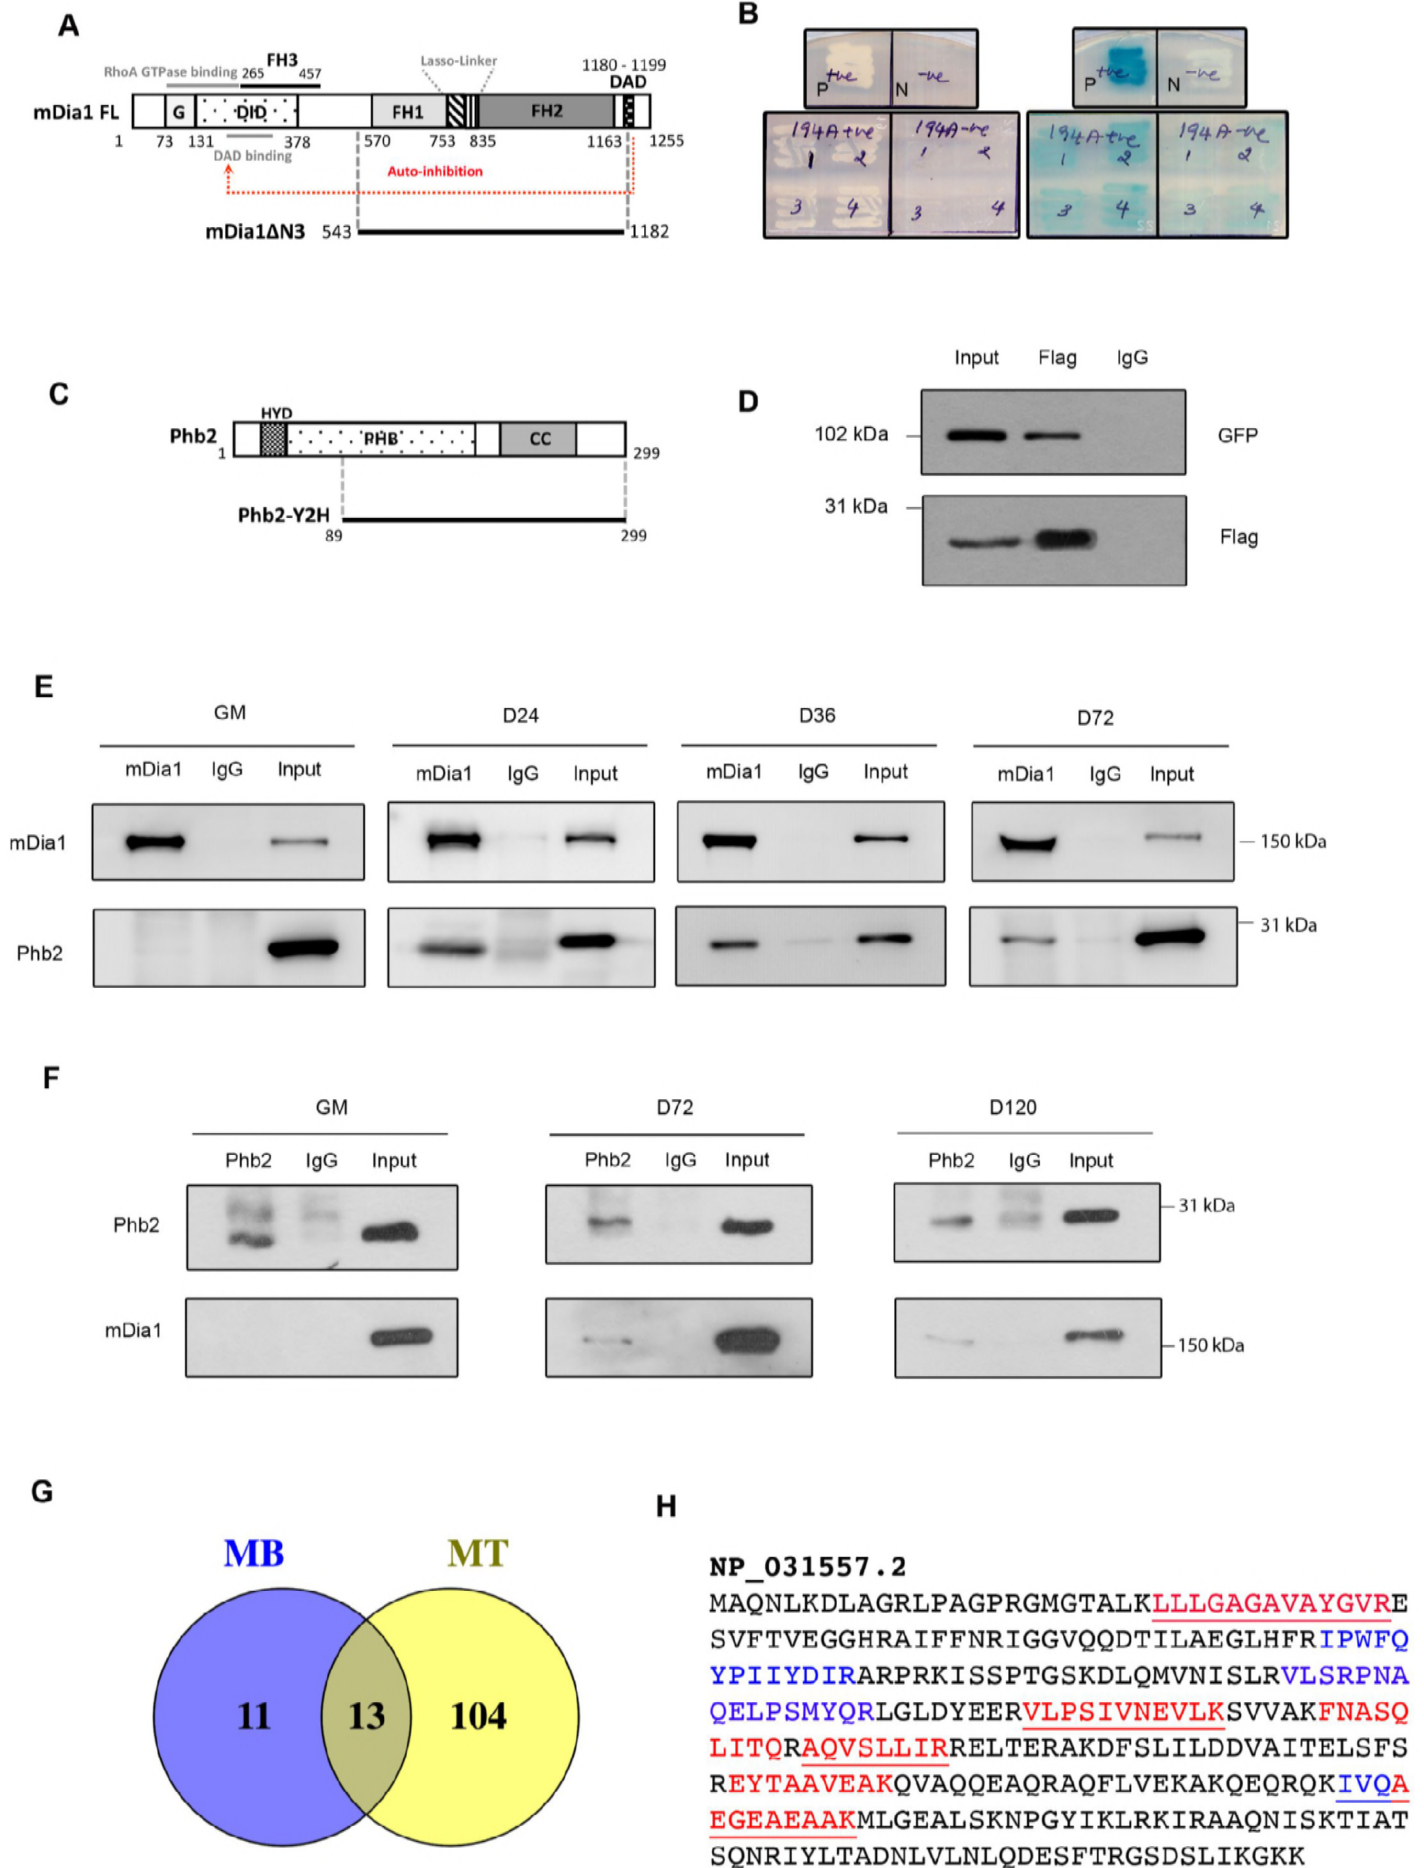 A
RhoA GTPase binding
FH3
265 457
Lasso-Linker
1180 - 1199
DAD
mDia1 FL
G
DID
FH1
FH2
1 73 131 378 570 753 835 1163 1255
DAD binding
Auto-inhibition
mDia1ΔN3 543 1182
B
P +ve N -ve
P +ve N -ve
194A+ve 194A-ve
1 2 1 2
3 4 3 4
194A+ve 194A-ve
1 2 1 2
3 4 3 4
C
HYD
Phb2
PHB
CC
1 299
Phb2-Y2H
89 299
D
Input Flag IgG
102 kDa GFP
31 kDa
Flag
E
GM D24 D36 D72
mDia1 IgG Input mDia1 IgG Input mDia1 IgG Input mDia1 IgG Input
mDia1 150 kDa
31 kDa
Phb2
F
GM D72 D120
Phb2 IgG Input Phb2 IgG Input Phb2 IgG Input
31 kDa
Phb2
mDia1
150 kDa
G
MB MT
11 13 104
H
NP_031557.2
MAQNLKDLAGRLPAGPRGMGTALKLLLGAGAVAYGVRE
SVFTVEGGHRAIFFNRIGGVQQDTILAEGLHFRIPWFQ
YPIIYDIRARPRKISSPTGSKDLQMVNISLRVLSRPNA
QELPSMYQRLGLDYEERVLPSIVNEVLKSVVAKFNASQ
LITQRAQVSLLIRRELTERAKDFSLILDDVAITELSFS
REYTAAVEAKQVAQQEAQRAQFLVEKAKQEQRQKIVQA
EGEAEAAKMLGEALSKNPGYIKLRKIRAAQNISKTIAT
SQNRIYLTADNLVLNLQDESFTRGSDSLIKGKK